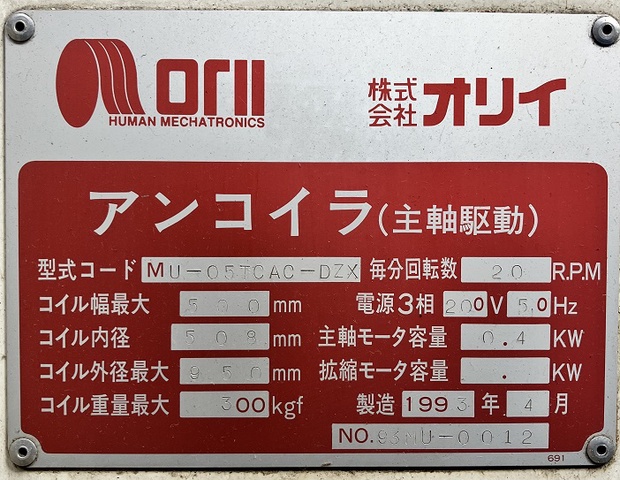 orii
HUMAN MECHATRONICS
株式会社 オリイ
アンコイラ(主軸駆動)
型式コード MU-05TCAC-DZX 毎分回転数 20 R.P.M
コイル幅最大 500 mm 電源3相 200 V 50 Hz
コイル内径 508 mm 主軸モータ容量 0.4 KW
コイル外径最大 950 mm 拡縮モータ容量 . KW
コイル重量最大 300 kgf 製造 1993 年 4 月
NO. 93MU-0012
691